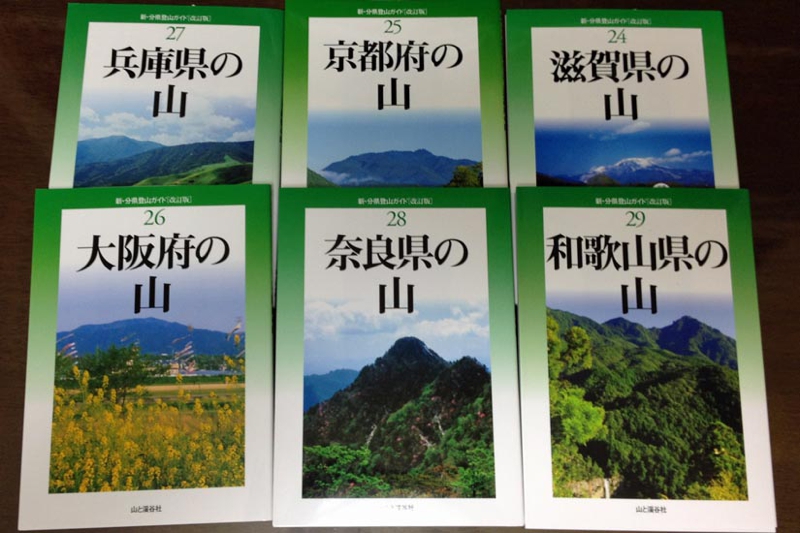 新・分県登山ガイド[改訂版]
27
兵庫県の
山
新・分県登山ガイド[改訂版]
25
京都府の
山
新・分県登山ガイド[改訂版]
24
滋賀県の
山
新・分県登山ガイド[改訂版]
26
大阪府の
山
山と溪谷社
新・分県登山ガイド[改訂版]
28
奈良県の
山
新・分県登山ガイド[改訂版]
29
和歌山県の
山
山と溪谷社